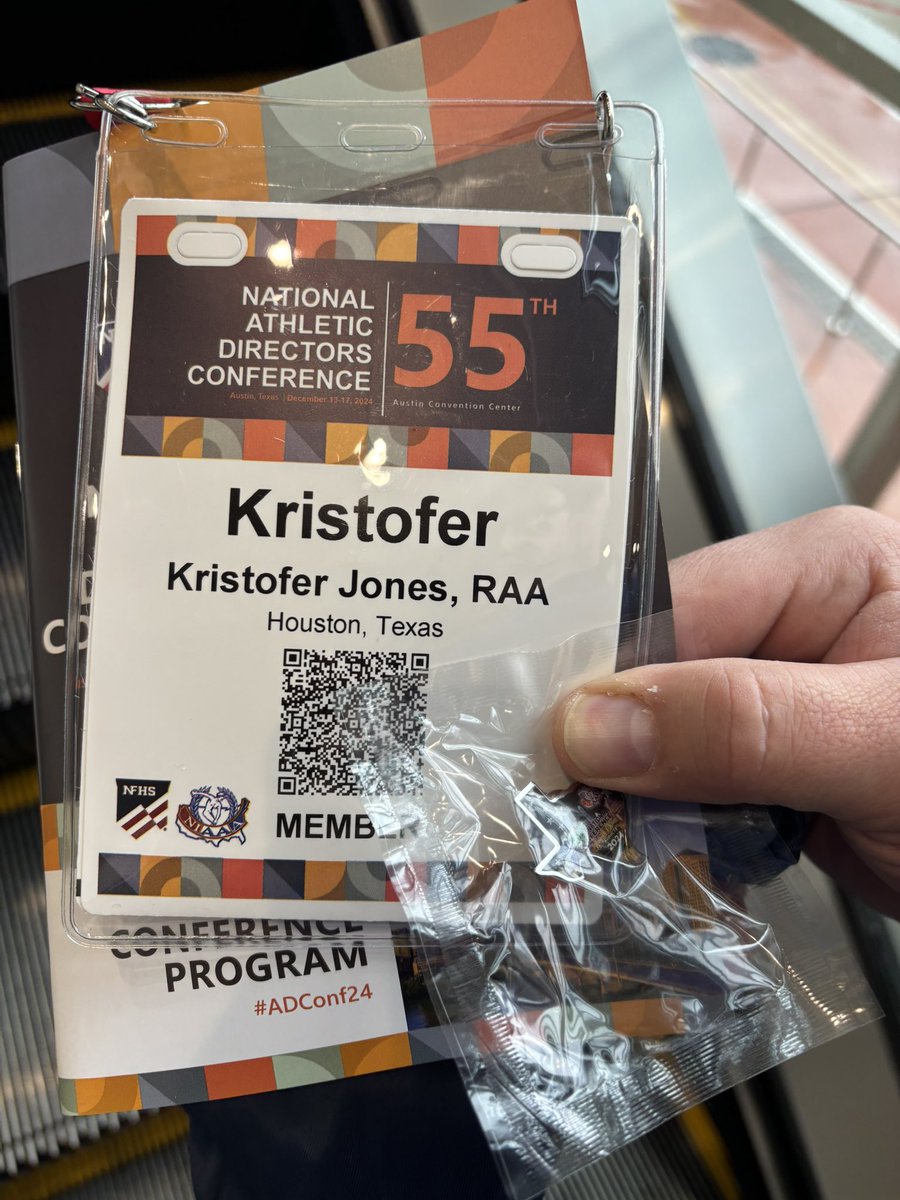 NATIONAL
ATHLETIC
DIRECTORS
CONFERENCE
Austin, Texas | December 13-17, 2024
55TH
Austin Convention Center
Kristofer
Kristofer Jones, RAA
Houston, Texas
NFHS
NIAAA
MEMBER
CONFERENCE
PROGRAM
#ADConf24